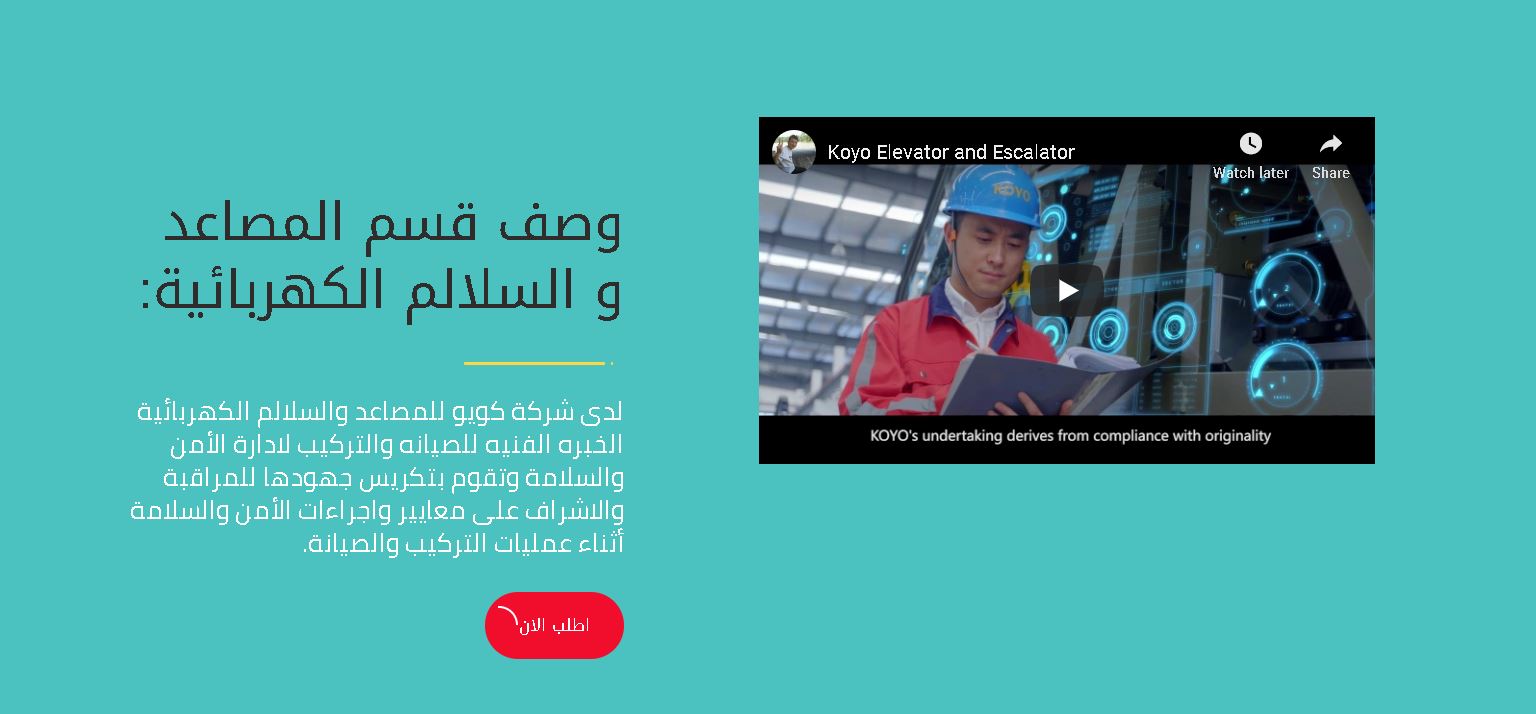 وصف قسم المصاعد
و السلالم الكهربائية:
لدى شركة كويو للمصاعد والسلالم الكهربائية
الخبره الفنيه للصيانه والتركيب لادارة الأمن
والسلامة وتقوم بتكريس جهودها للمراقبة
والاشراف على معايير واجراءات الأمن والسلامة
أثناء عمليات التركيب والصيانة.
اطلب الان
Koyo Elevator and Escalator
Watch later
Share
KOYO
KOYO's undertaking derives from compliance with originality